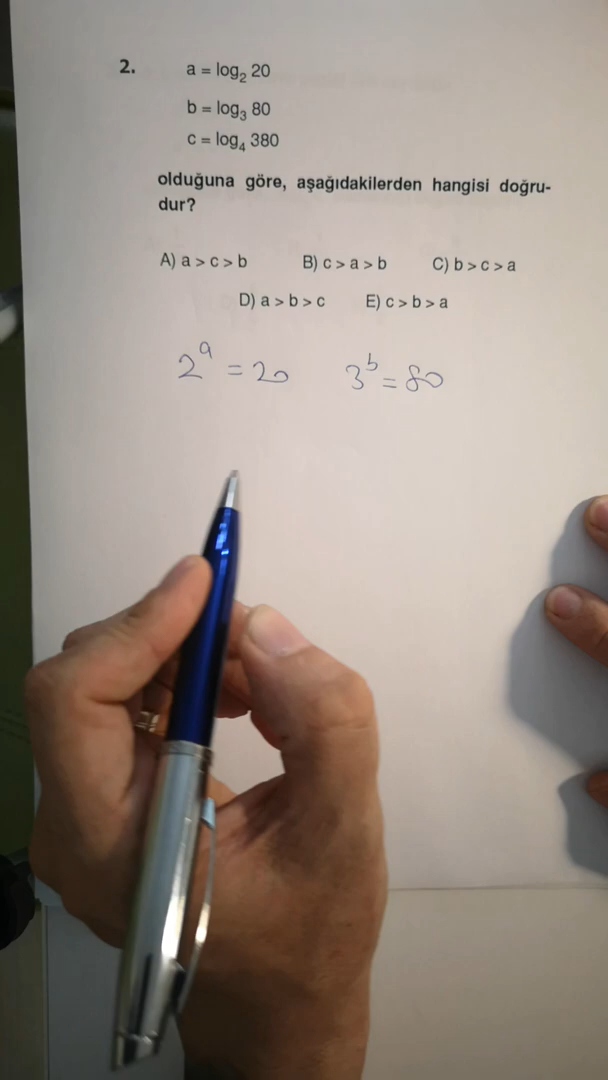 2.
a = log₂ 20
b = log₃ 80
c = log₄ 380
olduğuna göre, aşağıdakilerden hangisi doğru-
dur?
A) a > c > b B) c > a > b C) b > c > a
D) a > b > c E) c > b > a
2ᵃ = 20 3ᵇ = 80